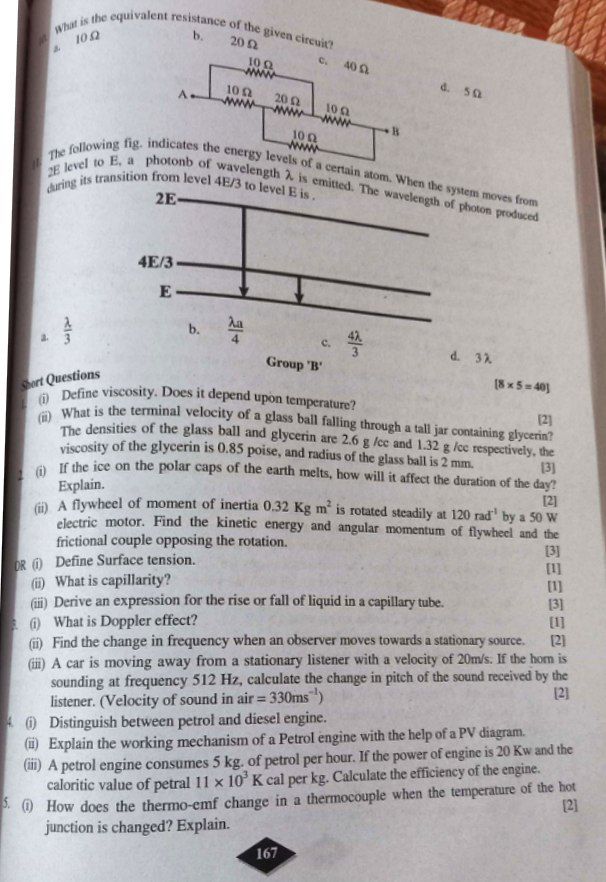 10. What is the equivalent resistance of the given circuit?
a. 10 Ω b. 20 Ω c. 40 Ω d. 5 Ω
10 Ω
A 10 Ω 20 Ω 10 Ω
B
10 Ω
11. The following fig. indicates the energy levels of a certain atom. When the system moves from
2E level to E, a photonb of wavelength λ is emitted. The wavelength of photon produced
during its transition from level 4E/3 to level E is .
2E
4E/3
E
a. λ/3 b. λa/4 c. 4λ/3 d. 3λ
Group 'B'
Short Questions [8 × 5 = 40]
1. (i) Define viscosity. Does it depend upon temperature? [2]
(ii) What is the terminal velocity of a glass ball falling through a tall jar containing glycerin?
The densities of the glass ball and glycerin are 2.6 g /cc and 1.32 g /cc respectively, the
viscosity of the glycerin is 0.85 poise, and radius of the glass ball is 2 mm. [3]
2. (i) If the ice on the polar caps of the earth melts, how will it affect the duration of the day?
Explain. [2]
(ii) A flywheel of moment of inertia 0.32 Kg m² is rotated steadily at 120 rad⁻¹ by a 50 W
electric motor. Find the kinetic energy and angular momentum of flywheel and the
frictional couple opposing the rotation. [3]
OR (i) Define Surface tension. [1]
(ii) What is capillarity? [1]
(iii) Derive an expression for the rise or fall of liquid in a capillary tube. [3]
3. (i) What is Doppler effect? [1]
(ii) Find the change in frequency when an observer moves towards a stationary source. [2]
(iii) A car is moving away from a stationary listener with a velocity of 20m/s. If the horn is
sounding at frequency 512 Hz, calculate the change in pitch of the sound received by the
listener. (Velocity of sound in air = 330ms⁻¹) [2]
4. (i) Distinguish between petrol and diesel engine.
(ii) Explain the working mechanism of a Petrol engine with the help of a PV diagram.
(iii) A petrol engine consumes 5 kg. of petrol per hour. If the power of engine is 20 Kw and the
caloritic value of petral 11 × 10³ K cal per kg. Calculate the efficiency of the engine.
5. (i) How does the thermo-emf change in a thermocouple when the temperature of the hot
junction is changed? Explain. [2]
167